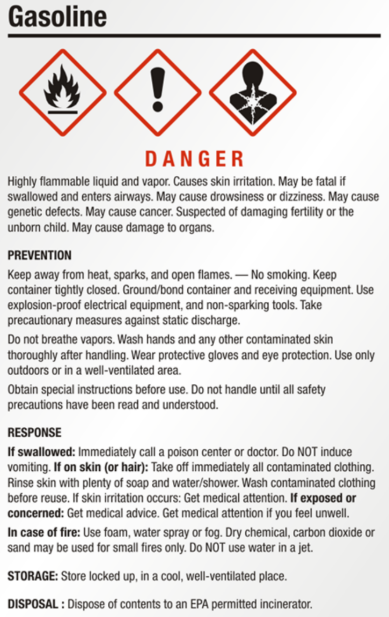 Gasoline
DANGER
Highly flammable liquid and vapor. Causes skin irritation. May be fatal if
swallowed and enters airways. May cause drowsiness or dizziness. May cause
genetic defects. May cause cancer. Suspected of damaging fertility or the
unborn child. May cause damage to organs.
PREVENTION
Keep away from heat, sparks, and open flames. — No smoking. Keep
container tightly closed. Ground/bond container and receiving equipment. Use
explosion-proof electrical equipment, and non-sparking tools. Take
precautionary measures against static discharge.
Do not breathe vapors. Wash hands and any other contaminated skin
thoroughly after handling. Wear protective gloves and eye protection. Use only
outdoors or in a well-ventilated area.
Obtain special instructions before use. Do not handle until all safety
precautions have been read and understood.
RESPONSE
If swallowed: Immediately call a poison center or doctor. Do NOT induce
vomiting. If on skin (or hair): Take off immediately all contaminated clothing.
Rinse skin with plenty of soap and water/shower. Wash contaminated clothing
before reuse. If skin irritation occurs: Get medical attention. If exposed or
concerned: Get medical advice. Get medical attention if you feel unwell.
In case of fire: Use foam, water spray or fog. Dry chemical, carbon dioxide or
sand may be used for small fires only. Do NOT use water in a jet.
STORAGE: Store locked up, in a cool, well-ventilated place.
DISPOSAL : Dispose of contents to an EPA permitted incinerator.